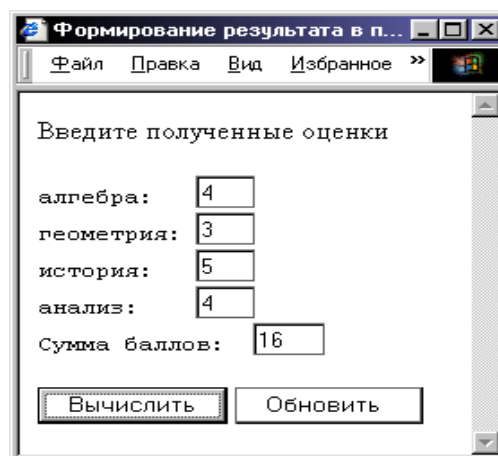 Формирование результата в п...
Файл Правка Вид Избранное »
Введите полученные оценки
алгебра: 4
геометрия: 3
история: 5
анализ: 4
Сумма баллов: 16
Вычислить Обновить